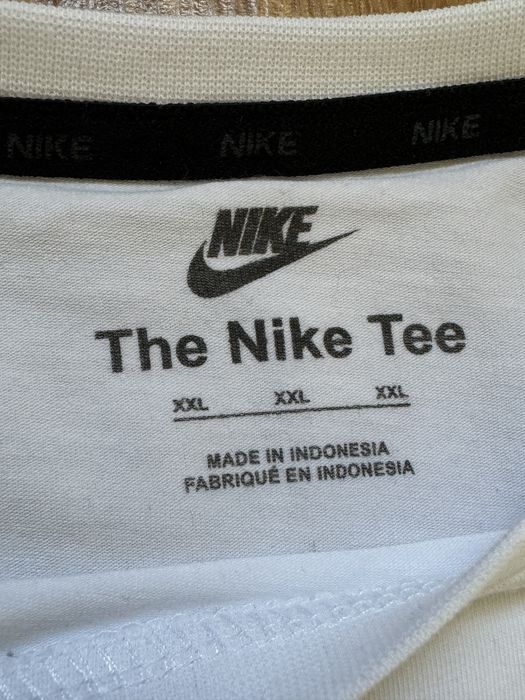 NIKE NIKE NIKE
NIKE
The Nike Tee
XXL XXL XXL
MADE IN INDONESIA
FABRIQUÉ EN INDONESIA